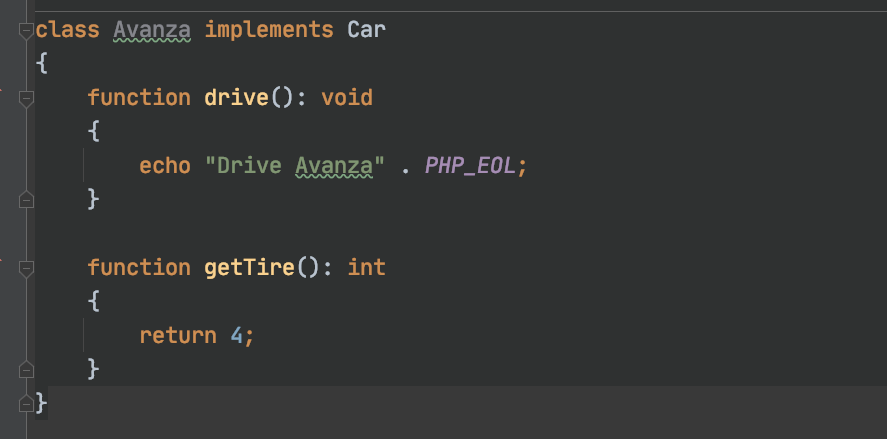 class Avanza implements Car
{
    function drive(): void
    {
        echo "Drive Avanza" . PHP_EOL;
    }

    function getTire(): int
    {
        return 4;
    }
}